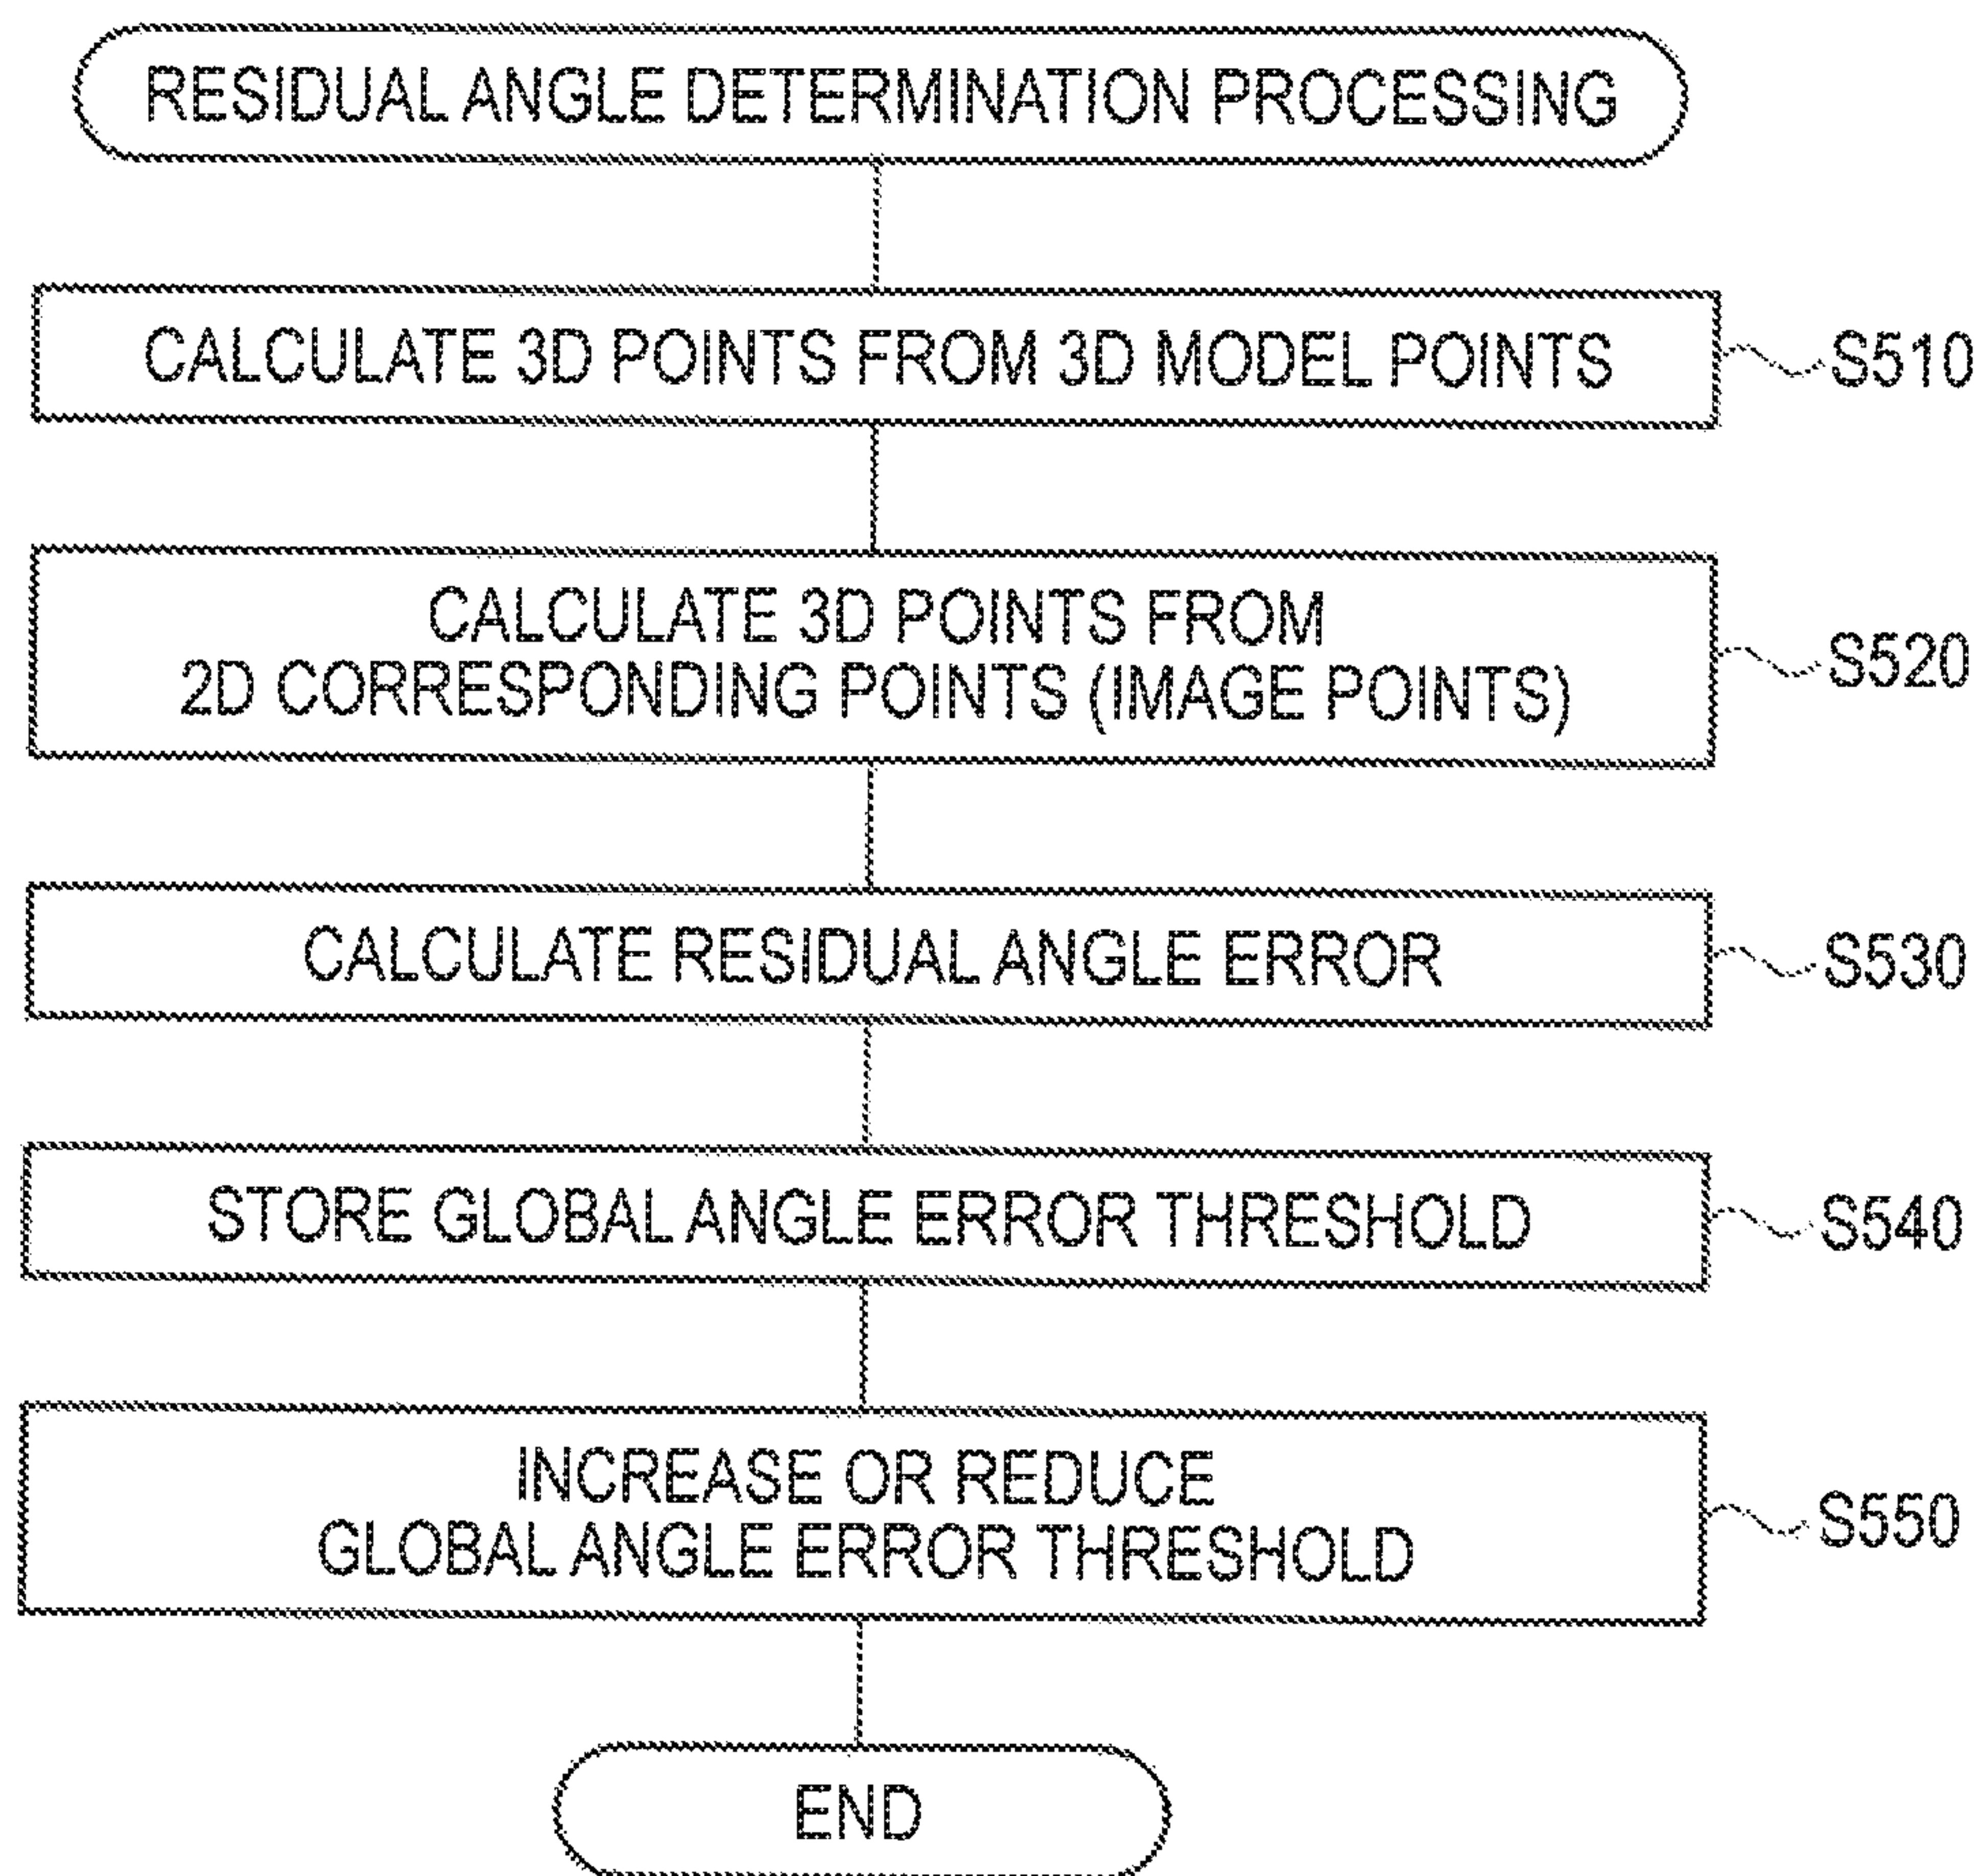 RESIDUAL ANGLE DETERMINATION PROCESSING
CALCULATE 3D POINTS FROM 3D MODEL POINTS
S510
CALCULATE 3D POINTS FROM
2D CORRESPONDING POINTS (IMAGE POINTS)
S520
CALCULATE RESIDUAL ANGLE ERROR
S530
STORE GLOBAL ANGLE ERROR THRESHOLD
S540
INCREASE OR REDUCE
GLOBAL ANGLE ERROR THRESHOLD
S550
END